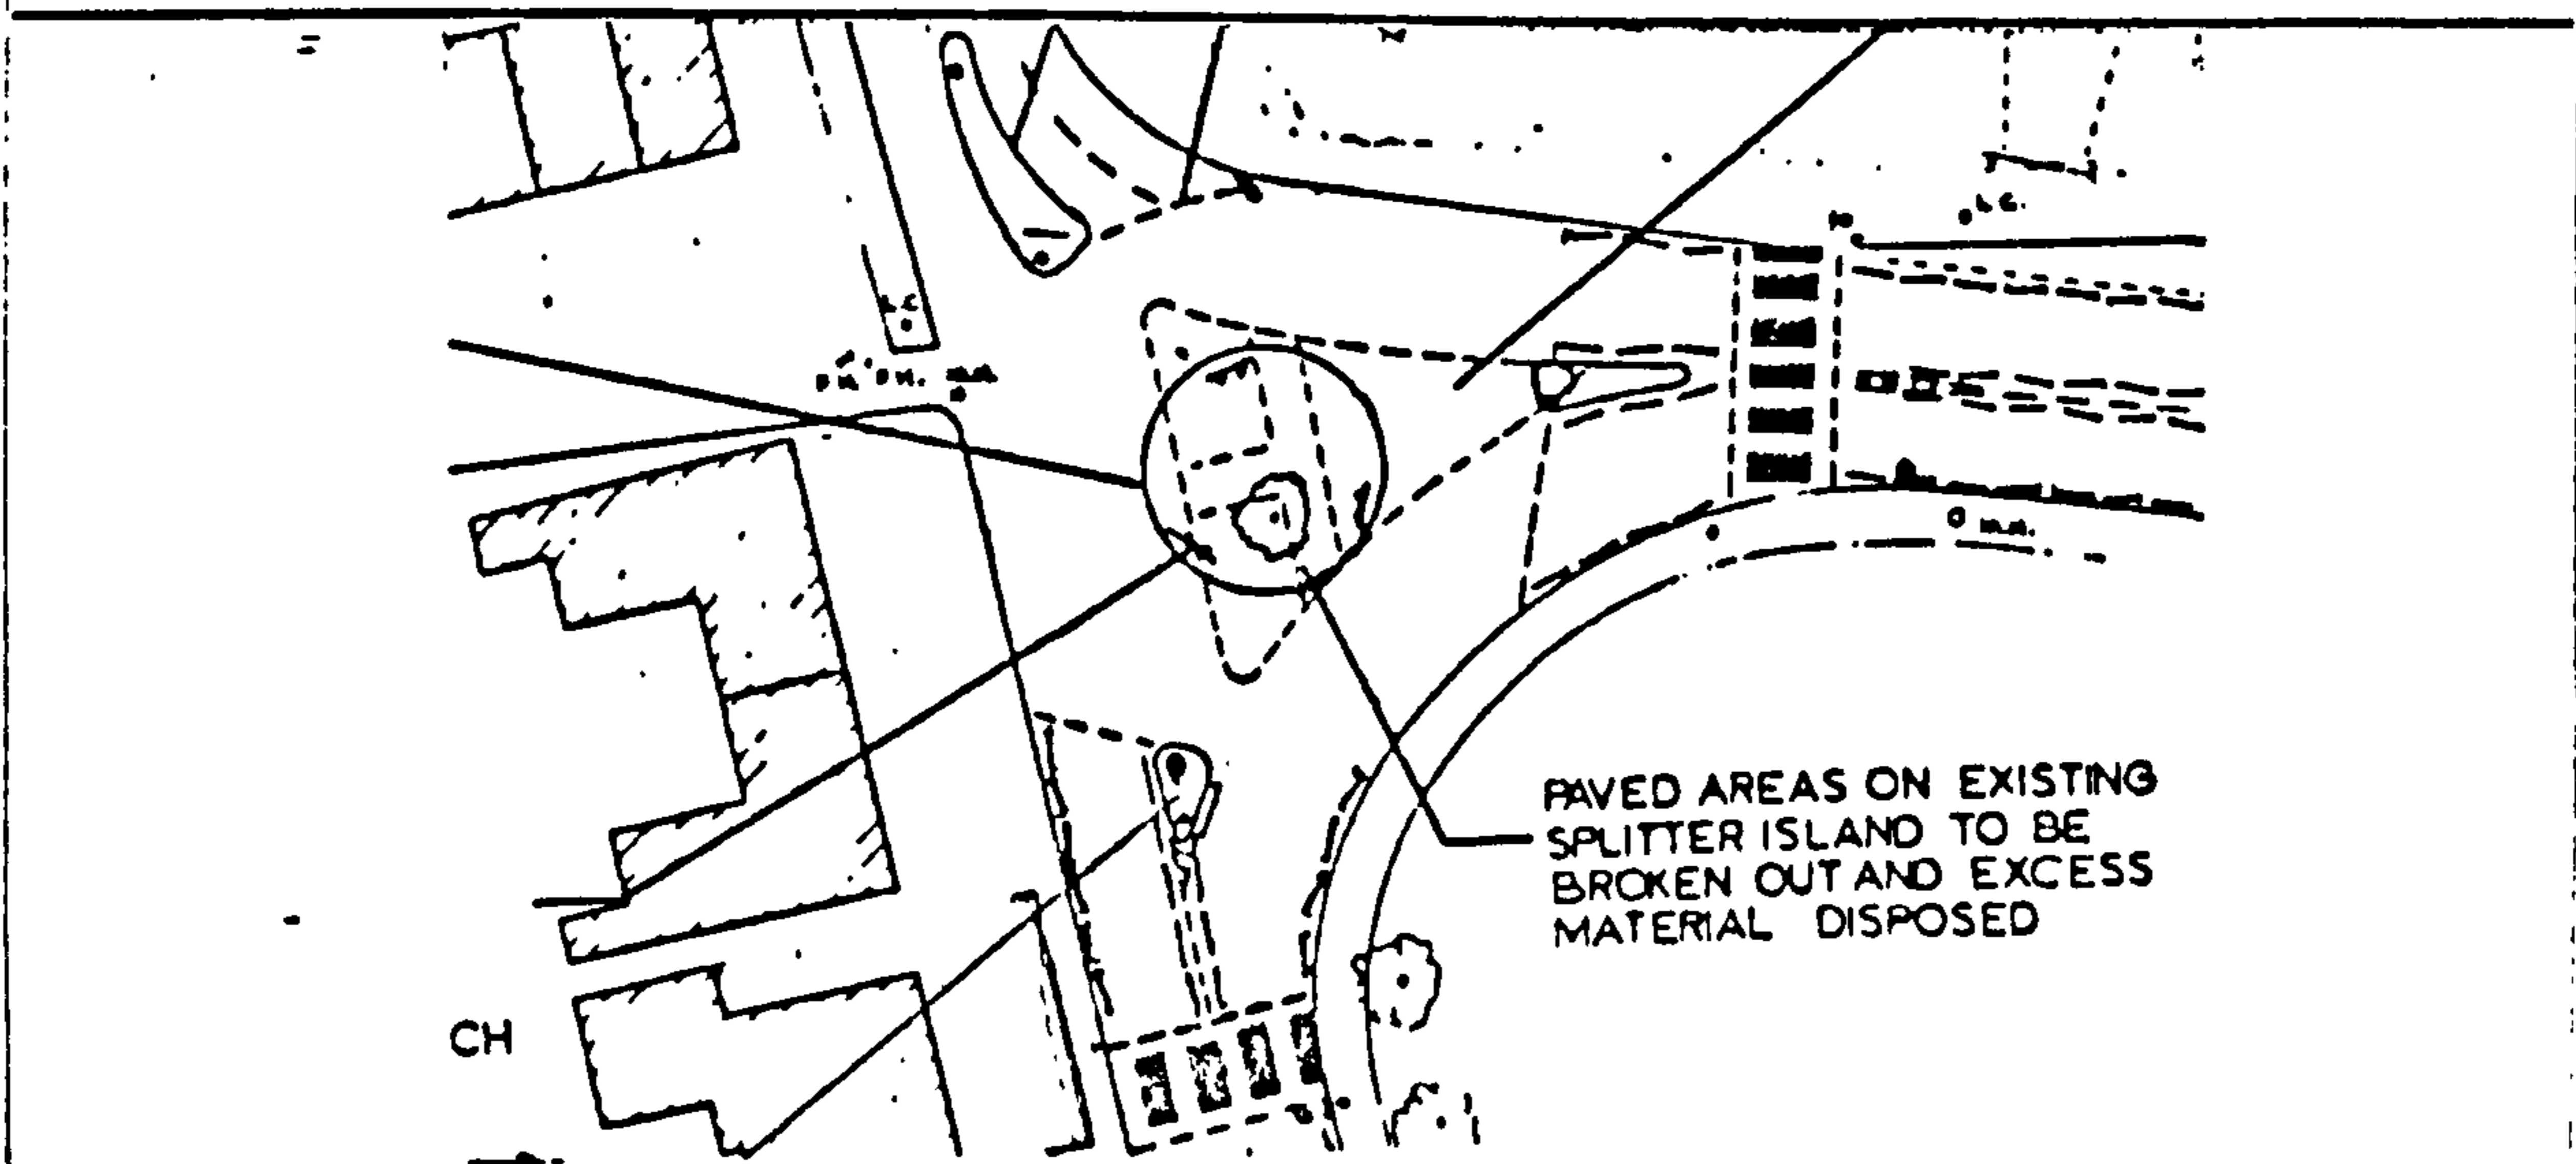 L.C.
L.C
PAVED AREAS ON EXISTING
SPLITTER ISLAND TO BE
BROKEN OUT AND EXCESS
MATERIAL DISPOSED
CH